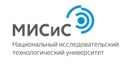 МИСиС
Национальный исследовательский
технологический университет